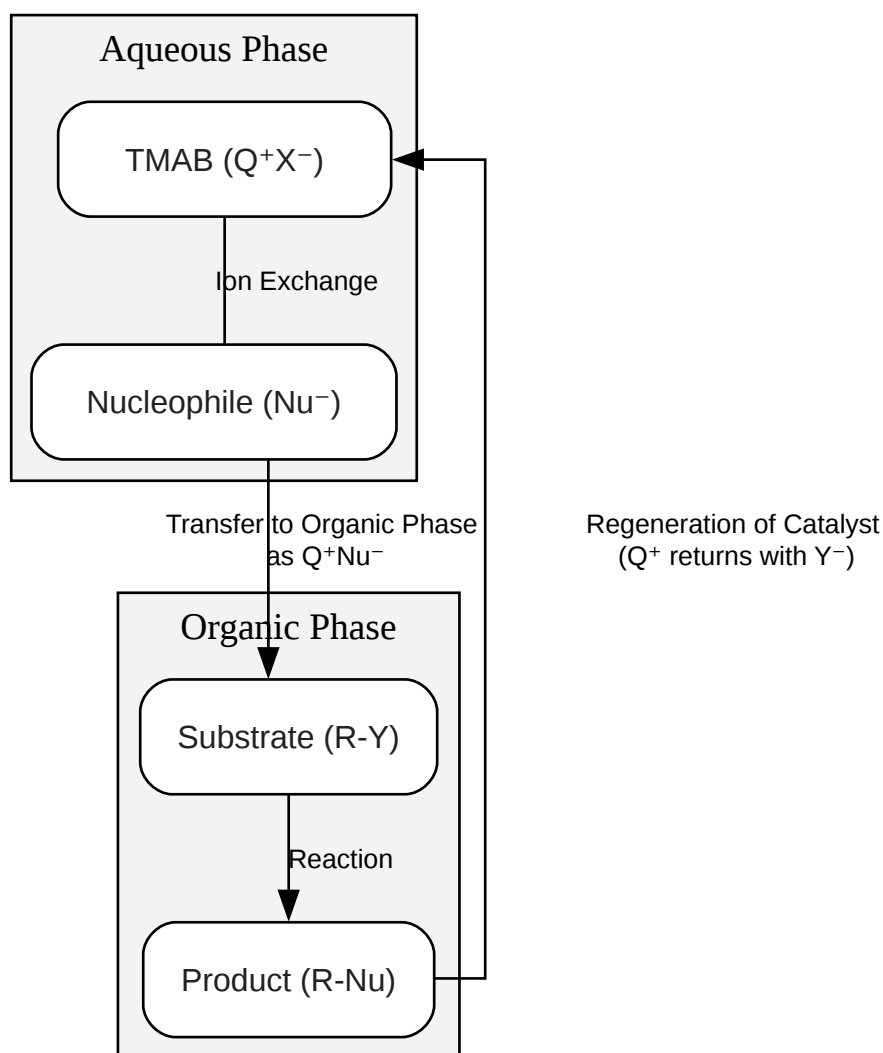 Aqueous Phase
TMAB (Q⁺X⁻)
Ion Exchange
Nucleophile (Nu⁻)
Transfer to Organic Phase
as Q⁺Nu⁻
Regeneration of Catalyst
(Q⁺ returns with Y⁻)
Organic Phase
Substrate (R-Y)
Reaction
Product (R-Nu)